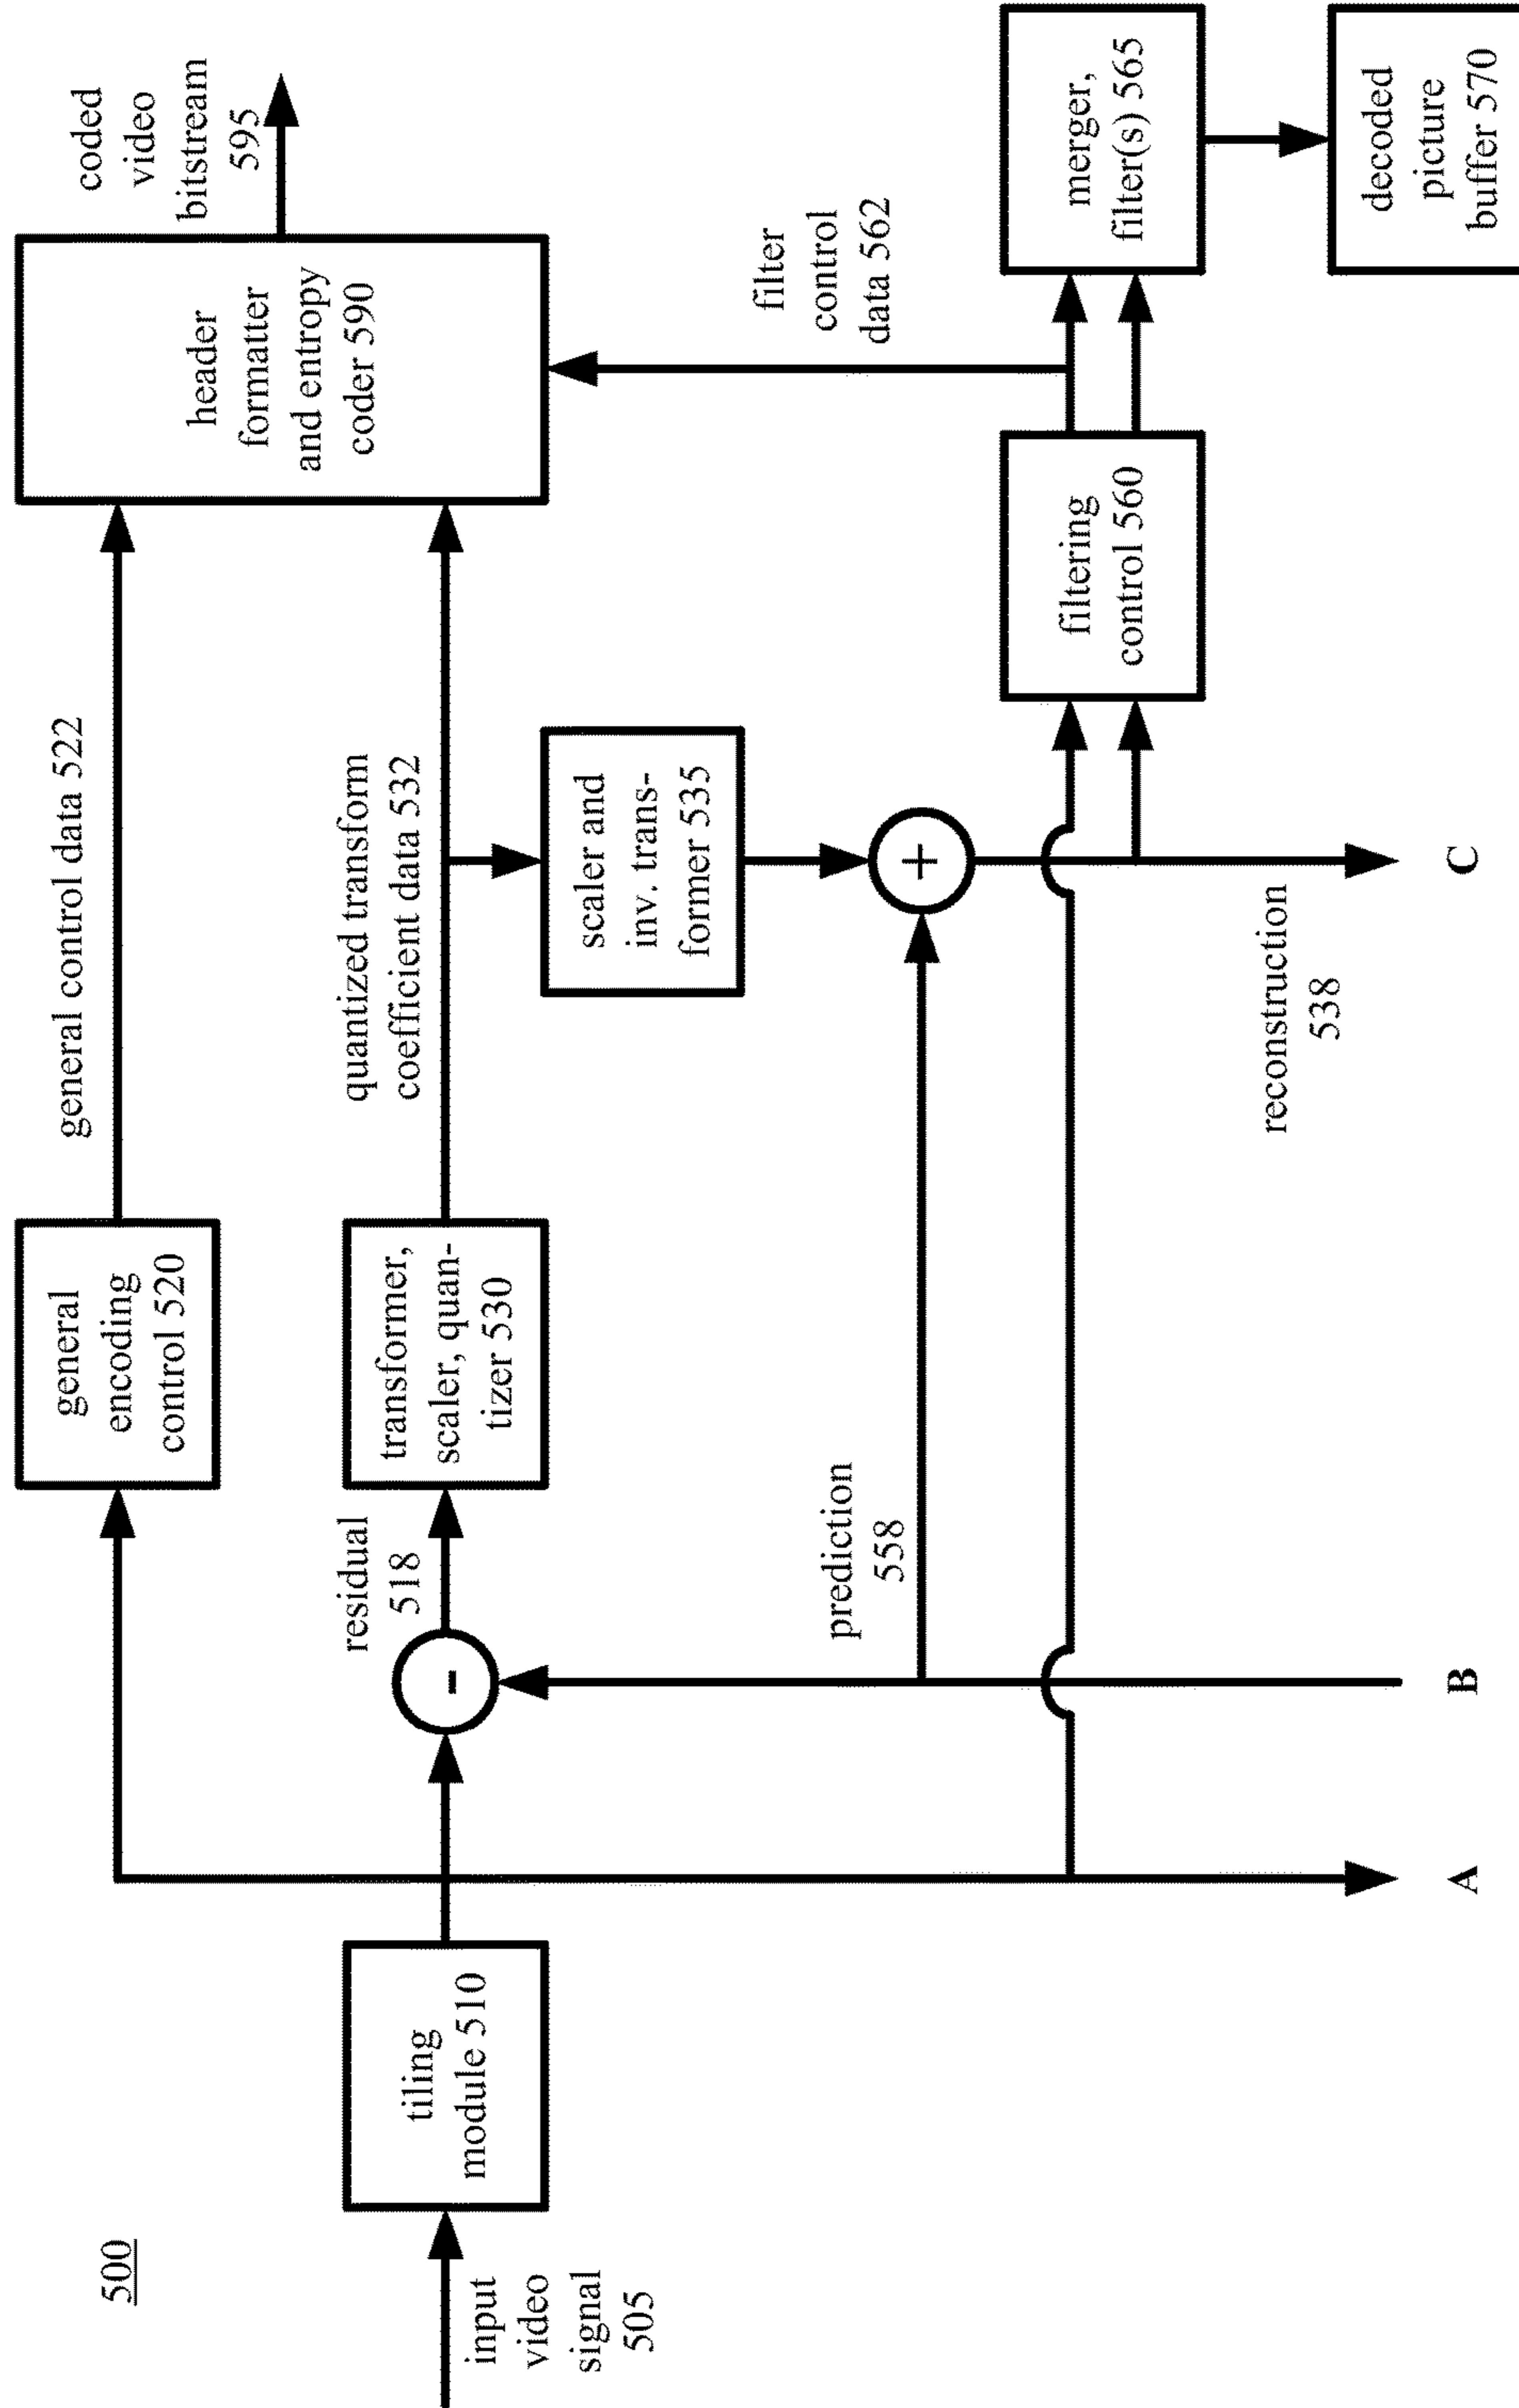 500
input
video
signal
505
tiling
module 510
general
encoding
control 520
general control data 522
residual
518
-
transformer,
scaler, quan-
tizer 530
quantized transform
coefficient data 532
scaler and
inv. trans-
former 535
header
formatter
and entropy
coder 590
coded
video
bitstream
595
prediction
558
+
filter
control
data 562
filtering
control 560
merger,
filter(s) 565
decoded
picture
buffer 570
reconstruction
538
A
B
C